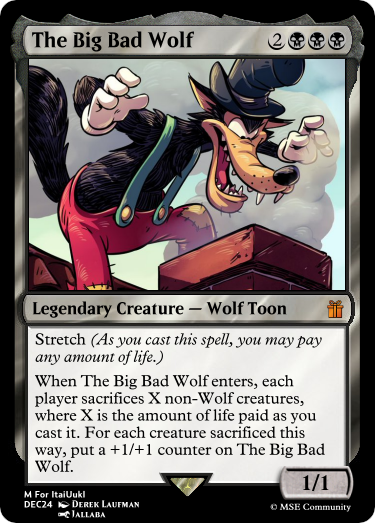 The Big Bad Wolf 2
Legendary Creature — Wolf Toon
Stretch (As you cast this spell, you may pay
any amount of life.)
When The Big Bad Wolf enters, each
player sacrifices X non-Wolf creatures,
where X is the amount of life paid as you
cast it. For each creature sacrificed this
way, put a +1/+1 counter on The Big Bad
Wolf.
1/1
M For ItaiUukI
DEC24 Derek Laufman
Jallaba
© MSE Community